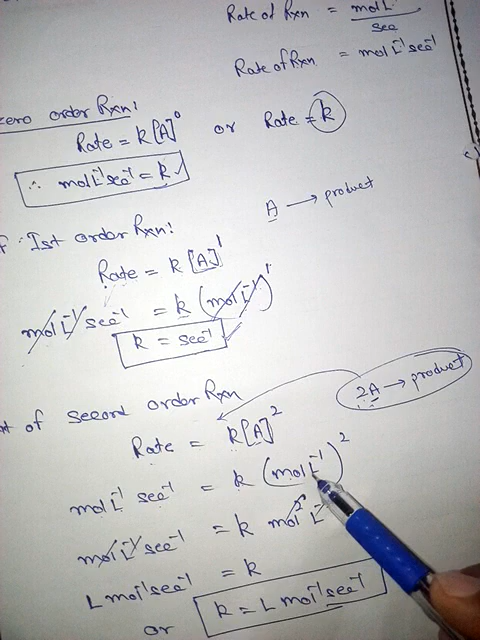 Rate of Rxn = mol L⁻¹ / sec
Rate of Rxn = mol L⁻¹ sec⁻¹
zero order Rxn:
Rate = k[A]⁰ or Rate = k
∴ mol L⁻¹ sec⁻¹ = k
A → product
f Ist order Rxn:
Rate = k [A]¹
mol L⁻¹ sec⁻¹ = k (mol L⁻¹)¹
k = sec⁻¹
# of second order Rxn
2A → product
Rate = k[A]²
mol L⁻¹ sec⁻¹ = k (mol L⁻¹)²
mol L⁻¹ sec⁻¹ = k mol² L⁻
L mol⁻¹ sec⁻¹ = k
or k = L mol⁻¹ sec⁻¹